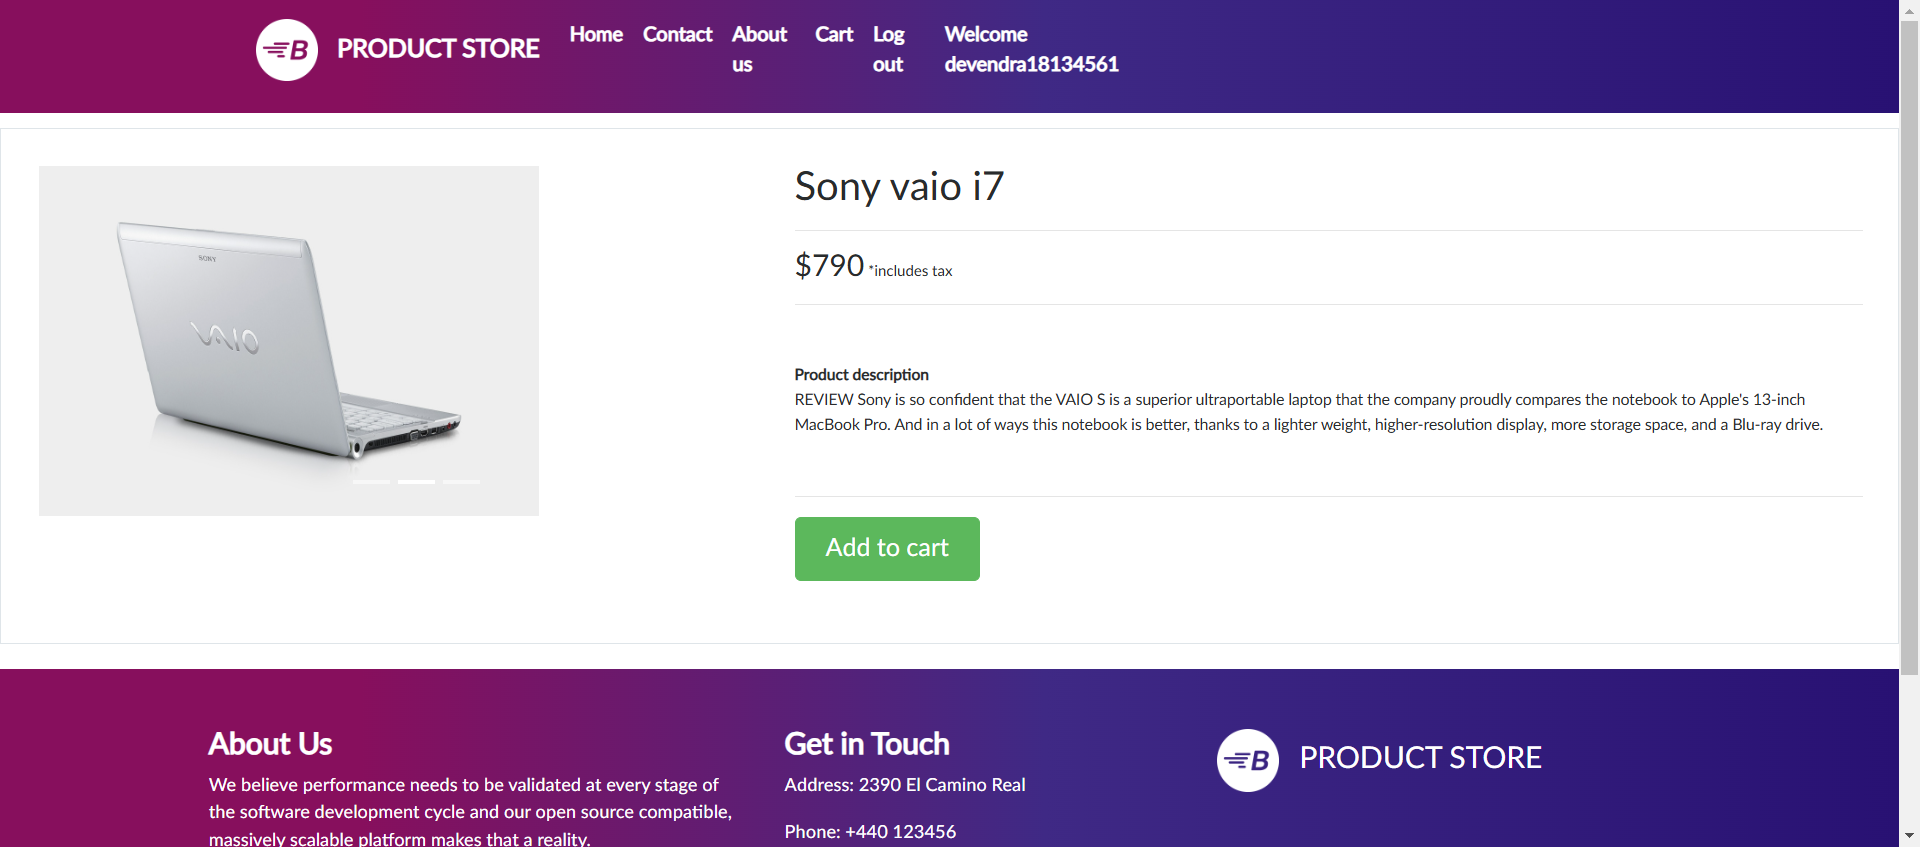 B PRODUCT STORE
Home
Contact
About us
Cart
Log out
Welcome devendra18134561
SONY
VAIO
Sony vaio i7
$790 *includes tax
Product description
REVIEW Sony is so confident that the VAIO S is a superior ultraportable laptop that the company proudly compares the notebook to Apple's 13-inch
MacBook Pro. And in a lot of ways this notebook is better, thanks to a lighter weight, higher-resolution display, more storage space, and a Blu-ray drive.
Add to cart
About Us
We believe performance needs to be validated at every stage of
the software development cycle and our open source compatible,
massively scalable platform makes that a reality.
Get in Touch
Address: 2390 El Camino Real
Phone: +440 123456
B PRODUCT STORE